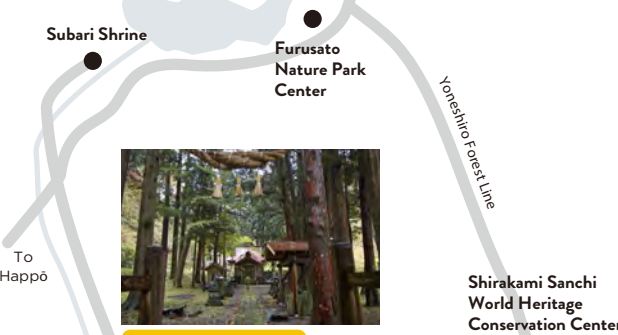 Subari Shrine
Furusato
Nature Park
Center
Yoneshiro Forest Line
To
Happō
Shirakami Sanchi
World Heritage
Conservation Center